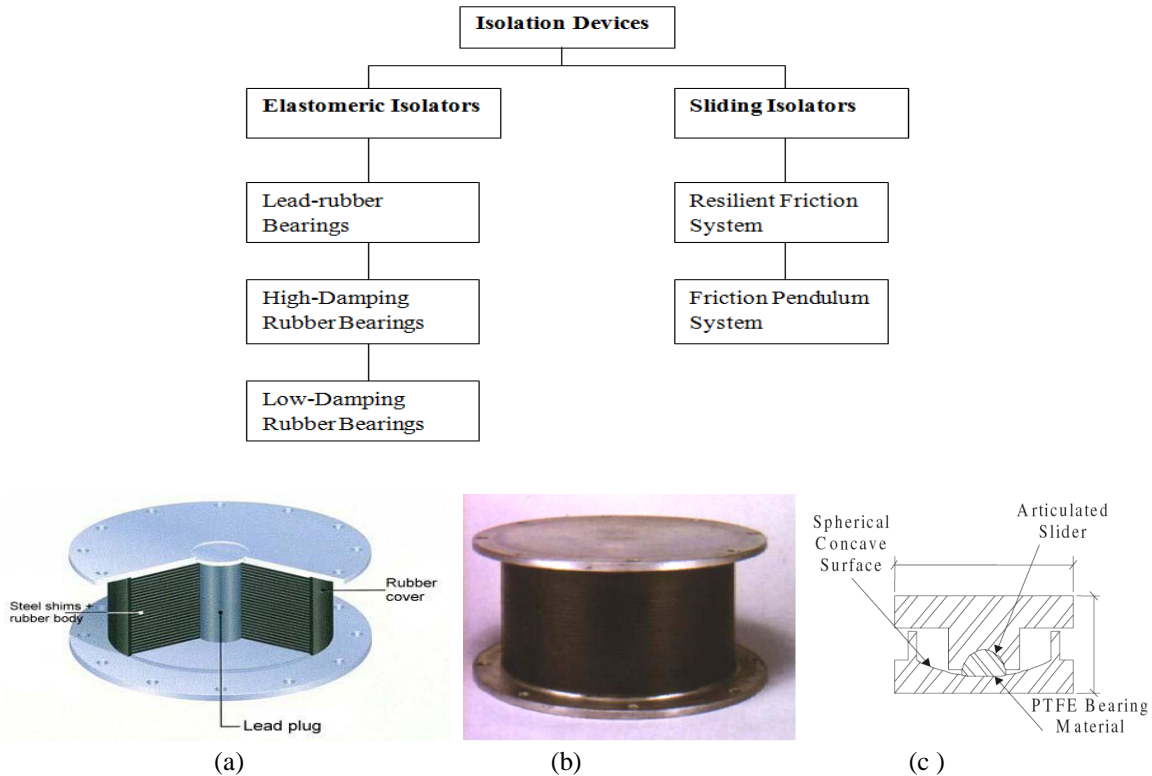 Isolation Devices
Elastomeric Isolators
Sliding Isolators
Lead-rubber
Bearings
Resilient Friction
System
High-Damping
Rubber Bearings
Friction Pendulum
System
Low-Damping
Rubber Bearings
Steel shims +
rubber body
Rubber
cover
Lead plug
Spherical
Concave
Surface
Articulated
Slider
PTFE Bearing
Material
(a)
(b)
(c )